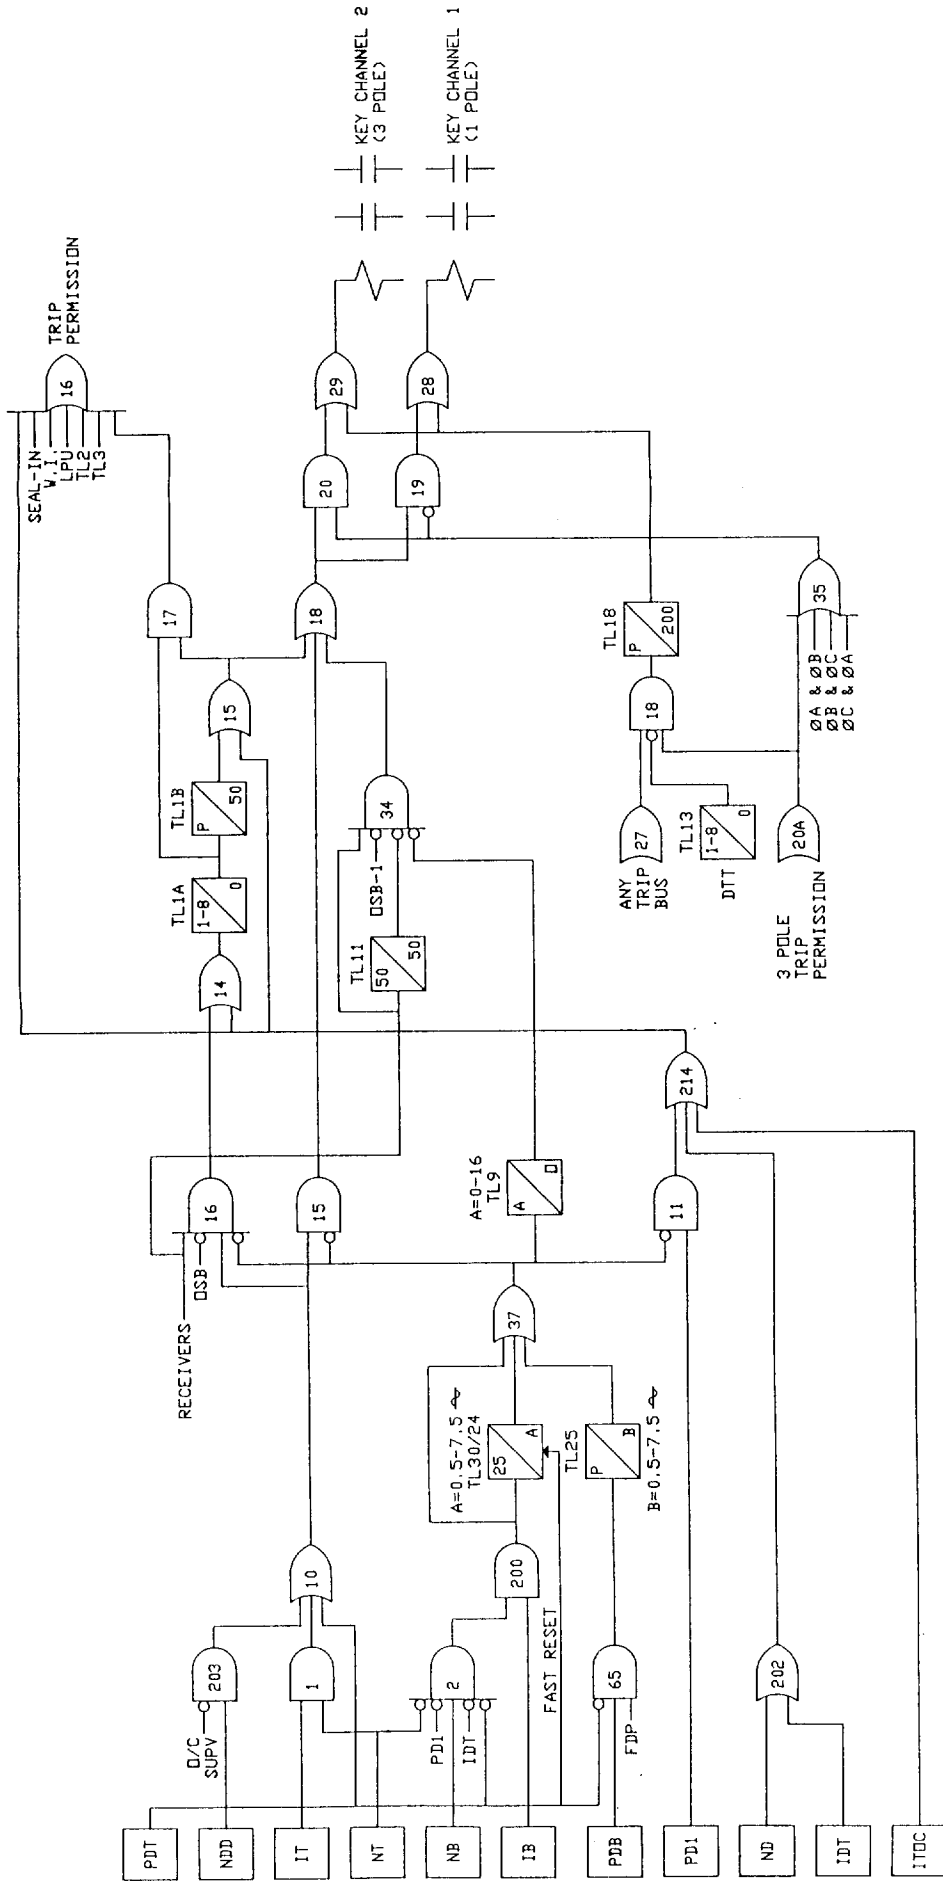 KEY CHANNEL 2
(3 POLE)
KEY CHANNEL 1
(1 POLE)
TRIP
PERMISSION
16
SEAL-IN
W.I.
LPU
TL2
TL3
17
29
28
20
19
18
15
TL1B
P
50
TL1A
1-8
0
14
34
OSB-1
TL11
50
50
TL18
P
200
18
35
ØA & ØB
ØB & ØC
ØC & ØA
27
ANY
TRIP
BUS
TL13
1-8
0
DTT
20A
3 POLE
TRIP
PERMISSION
214
16
OSB
RECEIVERS
15
A=0-16
TL9
A
0
11
37
A=0.5-7.5
TL30/24
25
A
TL25
P
B
B=0.5-7.5
10
203
O/C
SUPV
1
200
2
PD1
IDT
FAST RESET
65
FDP
202
PDT
NDD
IT
NT
NB
IB
PDB
PD1
ND
IDT
ITOC